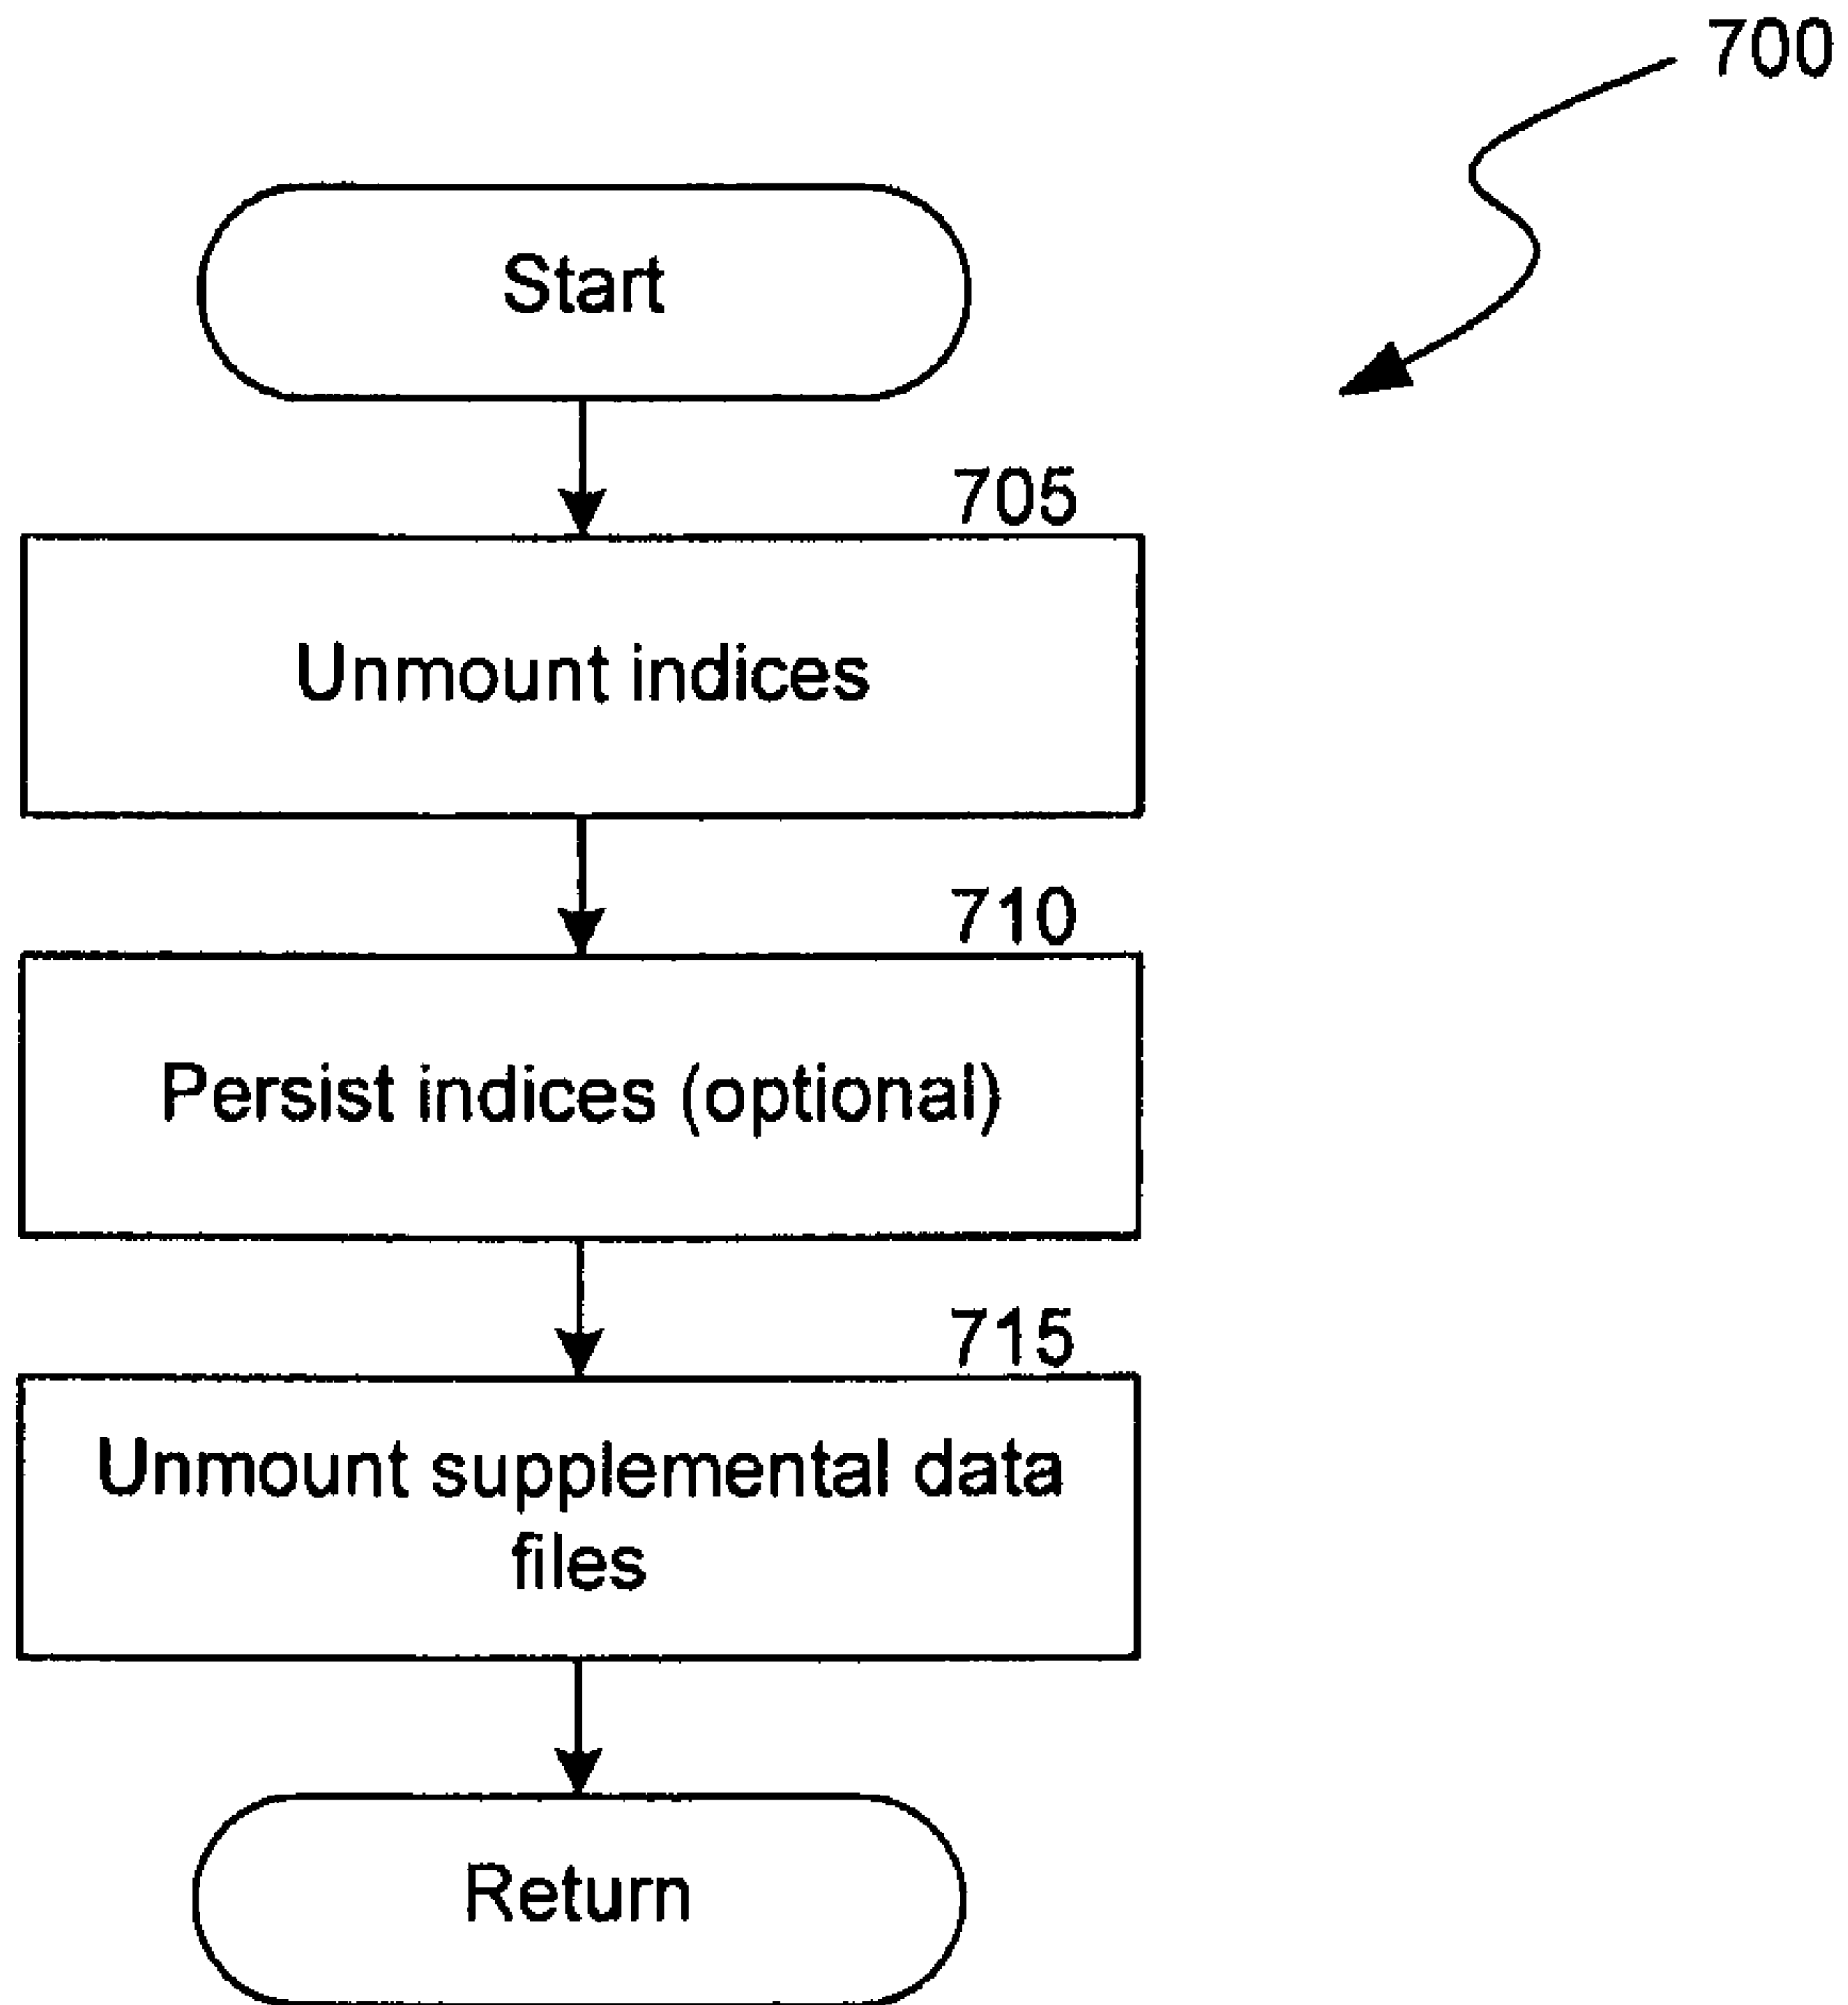 700
Start
705
Unmount indices
710
Persist indices (optional)
715
Unmount supplemental data
files
Return